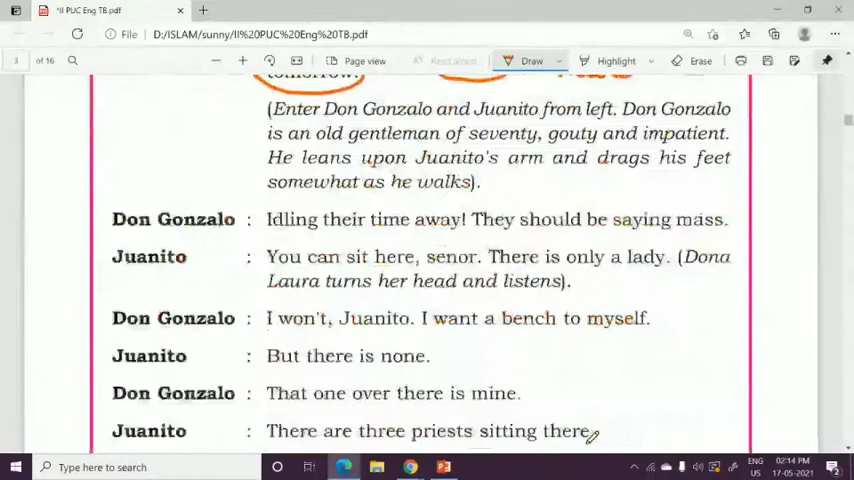 *II PUC Eng TB.pdf
File
D:/ISLAM/sunny/II%20PUC%20Eng%20TB.pdf
3 of 16
Page view
Read aloud
Draw
Highlight
Erase
tomorrow.
(Enter Don Gonzalo and Juanito from left. Don Gonzalo
is an old gentleman of seventy, gouty and impatient.
He leans upon Juanito's arm and drags his feet
somewhat as he walks).
Don Gonzalo : Idling their time away! They should be saying mass.
Juanito : You can sit here, senor. There is only a lady. (Dona
Laura turns her head and listens).
Don Gonzalo : I won't, Juanito. I want a bench to myself.
Juanito : But there is none.
Don Gonzalo : That one over there is mine.
Juanito : There are three priests sitting there
Type here to search
ENG
US
02:14 PM
17-05-2021
2